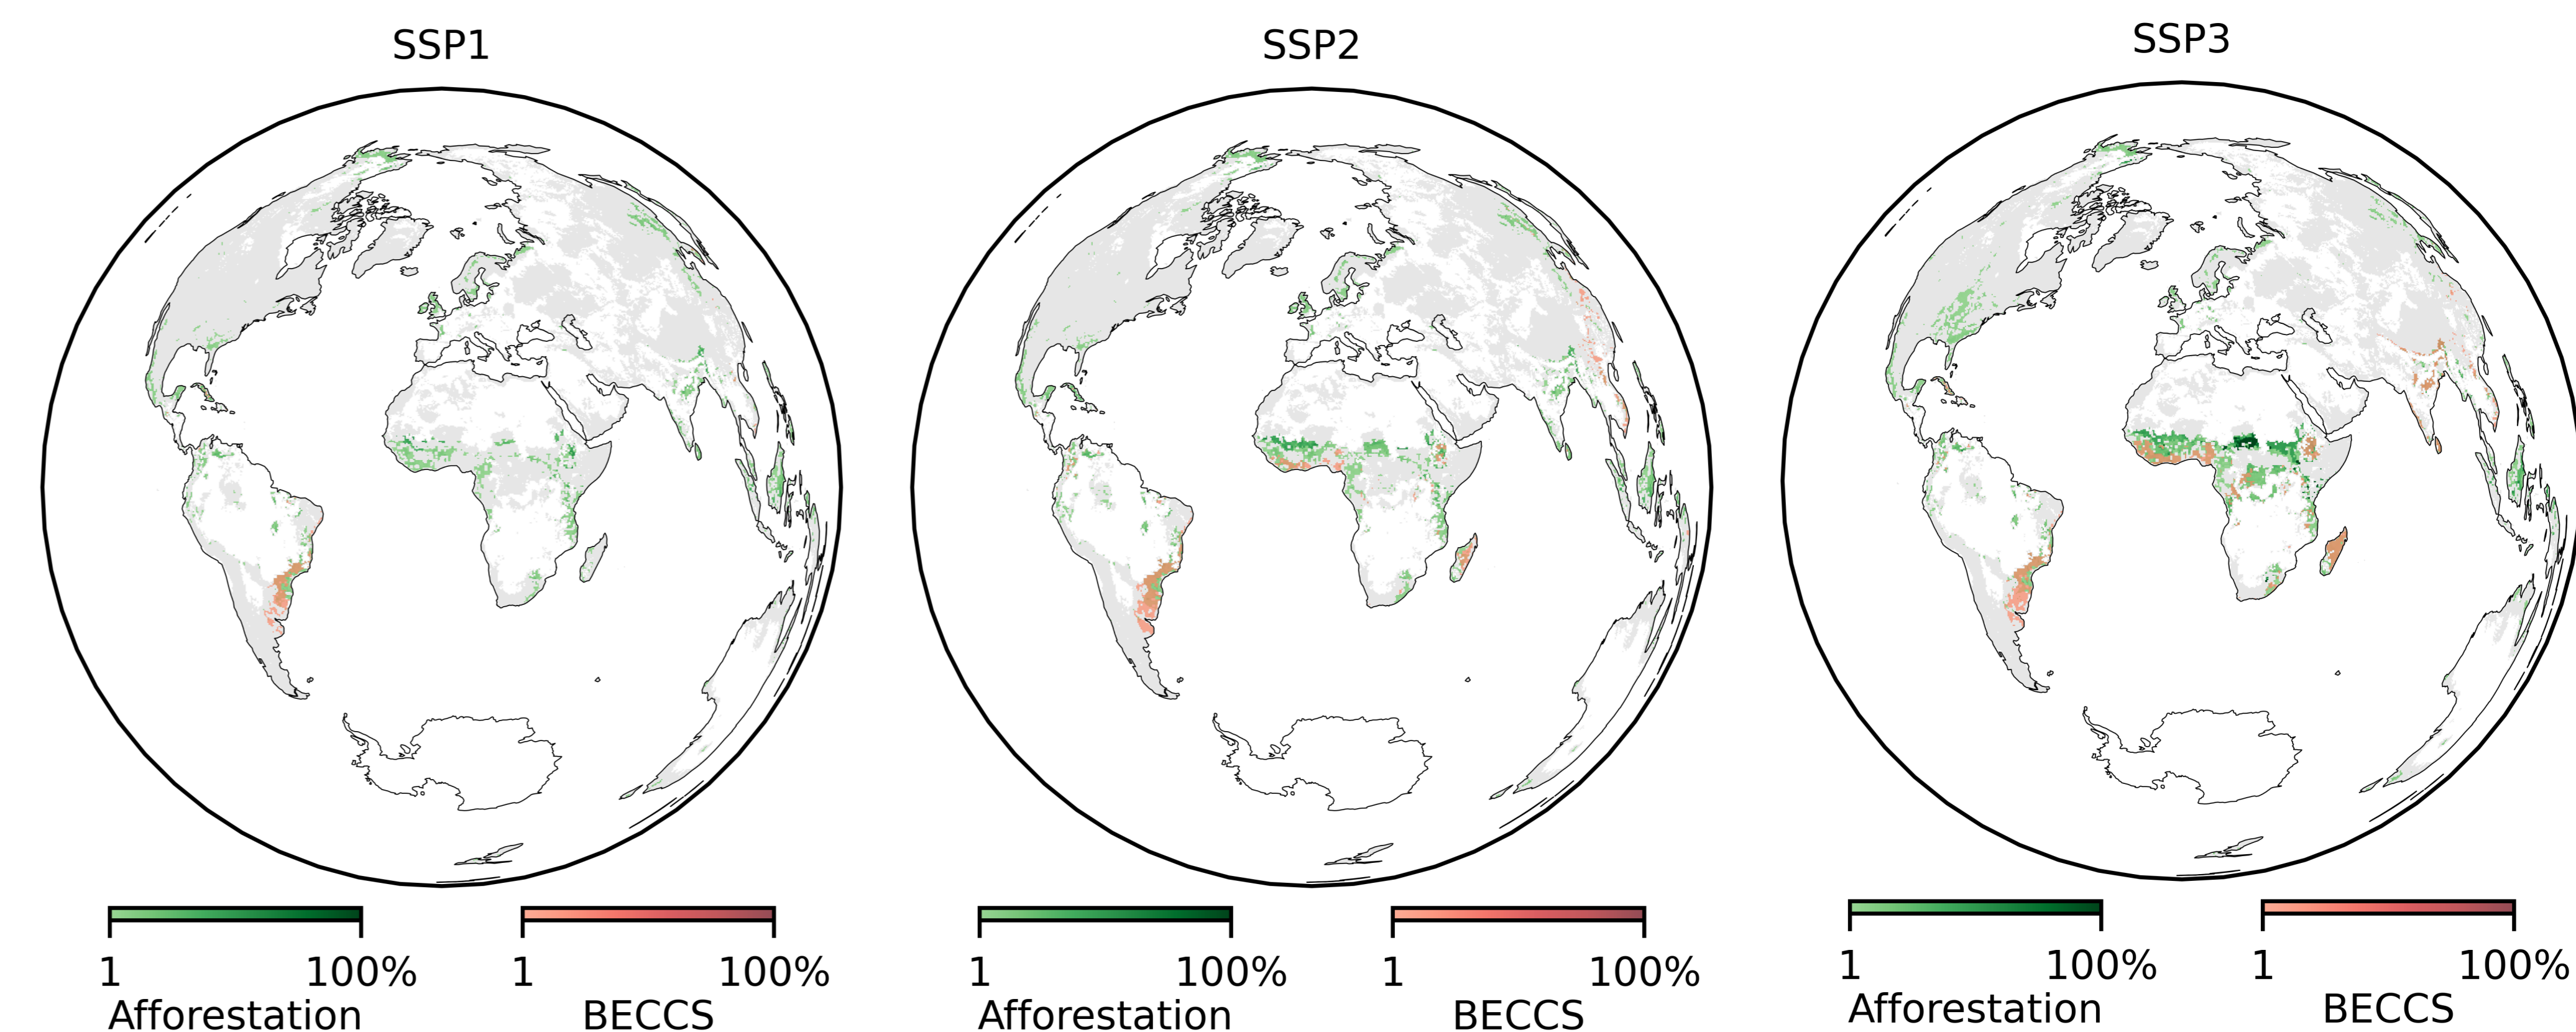 SSP1
SSP2
SSP3
1 100% 1 100%
Afforestation BECCS
1 100% 1 100%
Afforestation BECCS
1 100% 1 100%
Afforestation BECCS